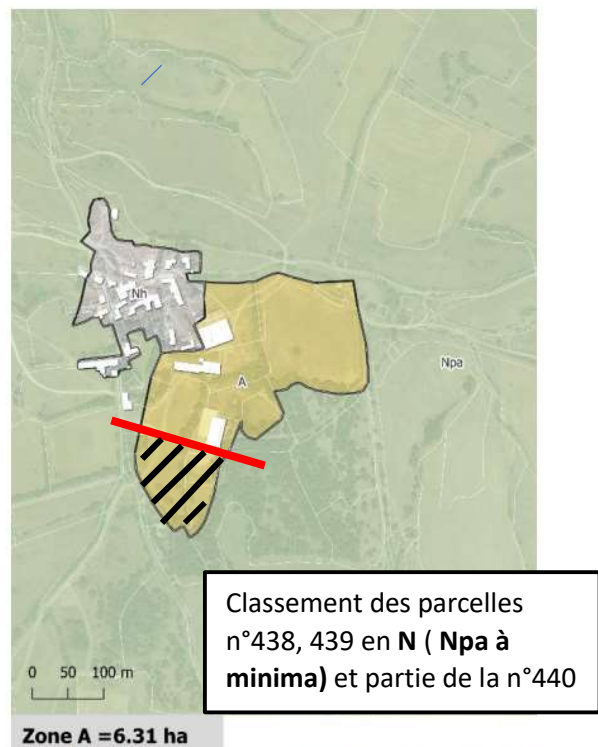 Nh
A
Npa
Classement des parcelles
n°438, 439 en N ( Npa à
minima) et partie de la n°440
0 50 100 m
Zone A =6.31 ha